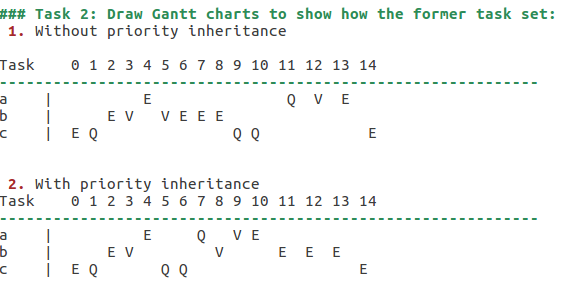 ### Task 2: Draw Gantt charts to show how the former task set:
1. Without priority inheritance
Task 0 1 2 3 4 5 6 7 8 9 10 11 12 13 14
-----------------------------------------------------------
a | E Q V E
b | E V V E E E
c | E Q Q Q E
2. With priority inheritance
Task 0 1 2 3 4 5 6 7 8 9 10 11 12 13 14
-----------------------------------------------------------
a | E Q V E
b | E V V E E E
c | E Q Q Q E